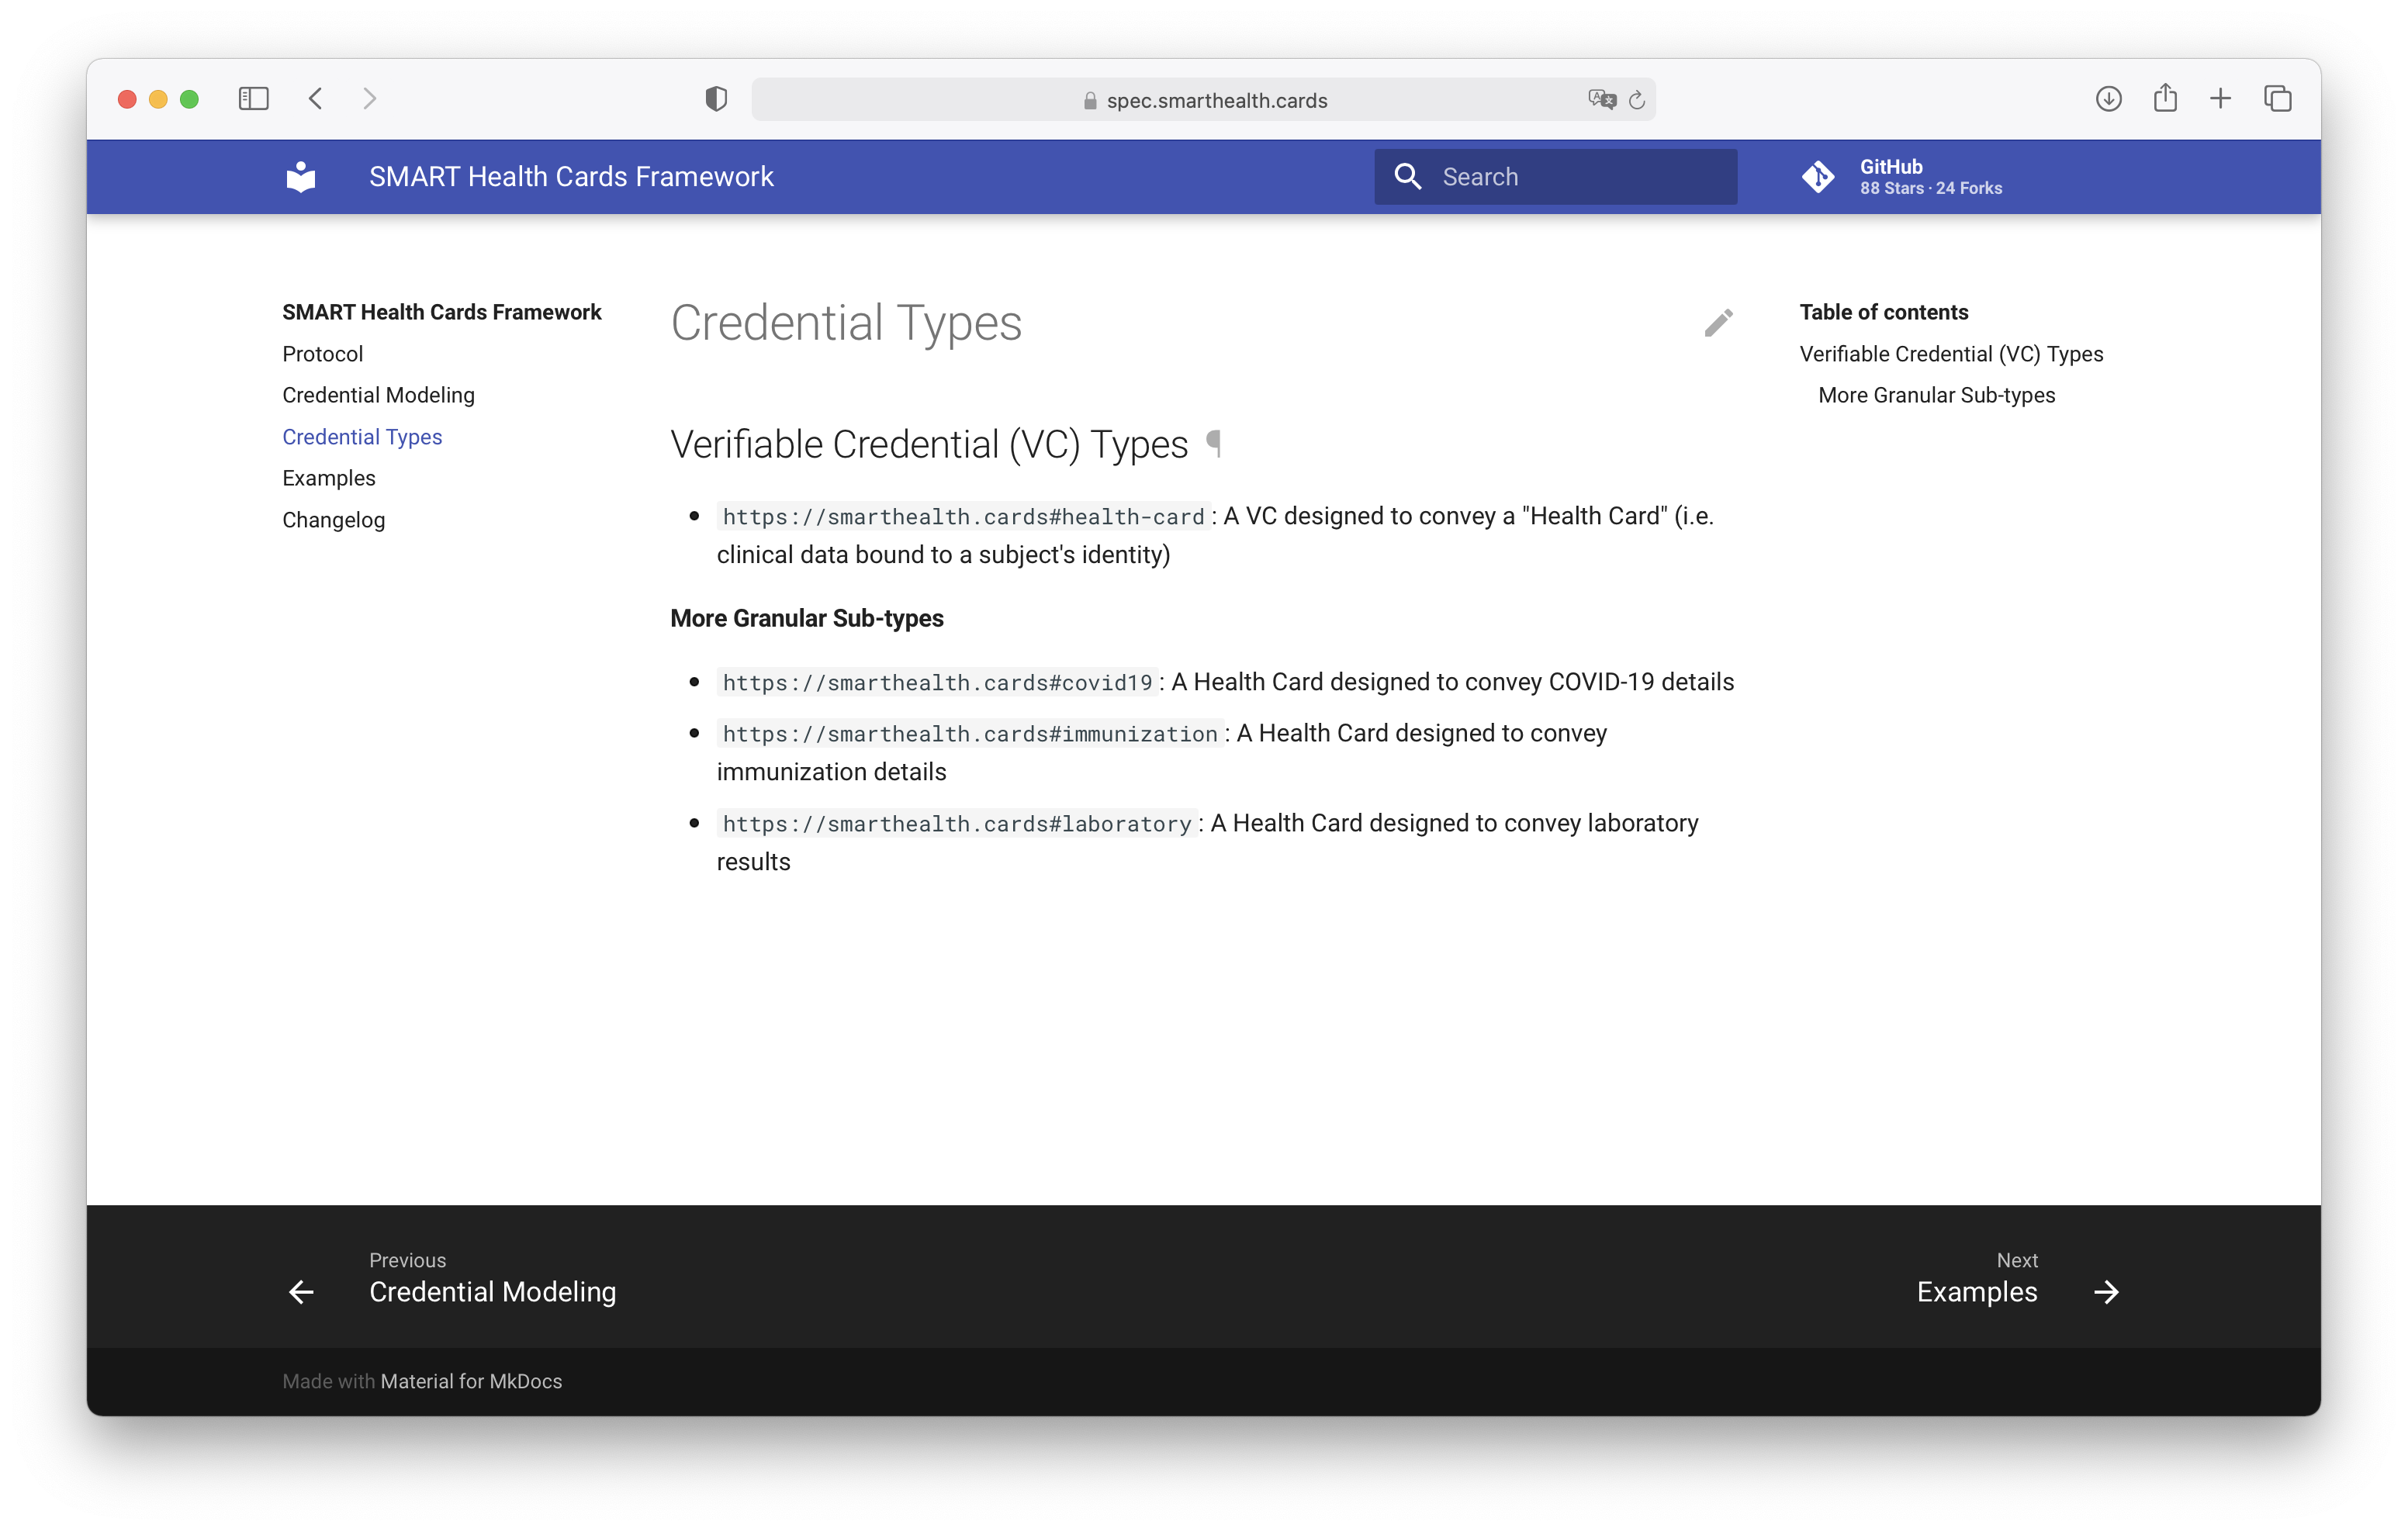 spec.smarthealth.cards
SMART Health Cards Framework
Search
GitHub
88 Stars · 24 Forks
SMART Health Cards Framework
Protocol
Credential Modeling
Credential Types
Examples
Changelog
Credential Types
Verifiable Credential (VC) Types ¶
https://smarthealth.cards#health-card: A VC designed to convey a "Health Card" (i.e.
clinical data bound to a subject's identity)
More Granular Sub-types
https://smarthealth.cards#covid19: A Health Card designed to convey COVID-19 details
https://smarthealth.cards#immunization: A Health Card designed to convey
immunization details
https://smarthealth.cards#laboratory: A Health Card designed to convey laboratory
results
Table of contents
Verifiable Credential (VC) Types
More Granular Sub-types
Previous
Credential Modeling
Next
Examples
Made with Material for MkDocs